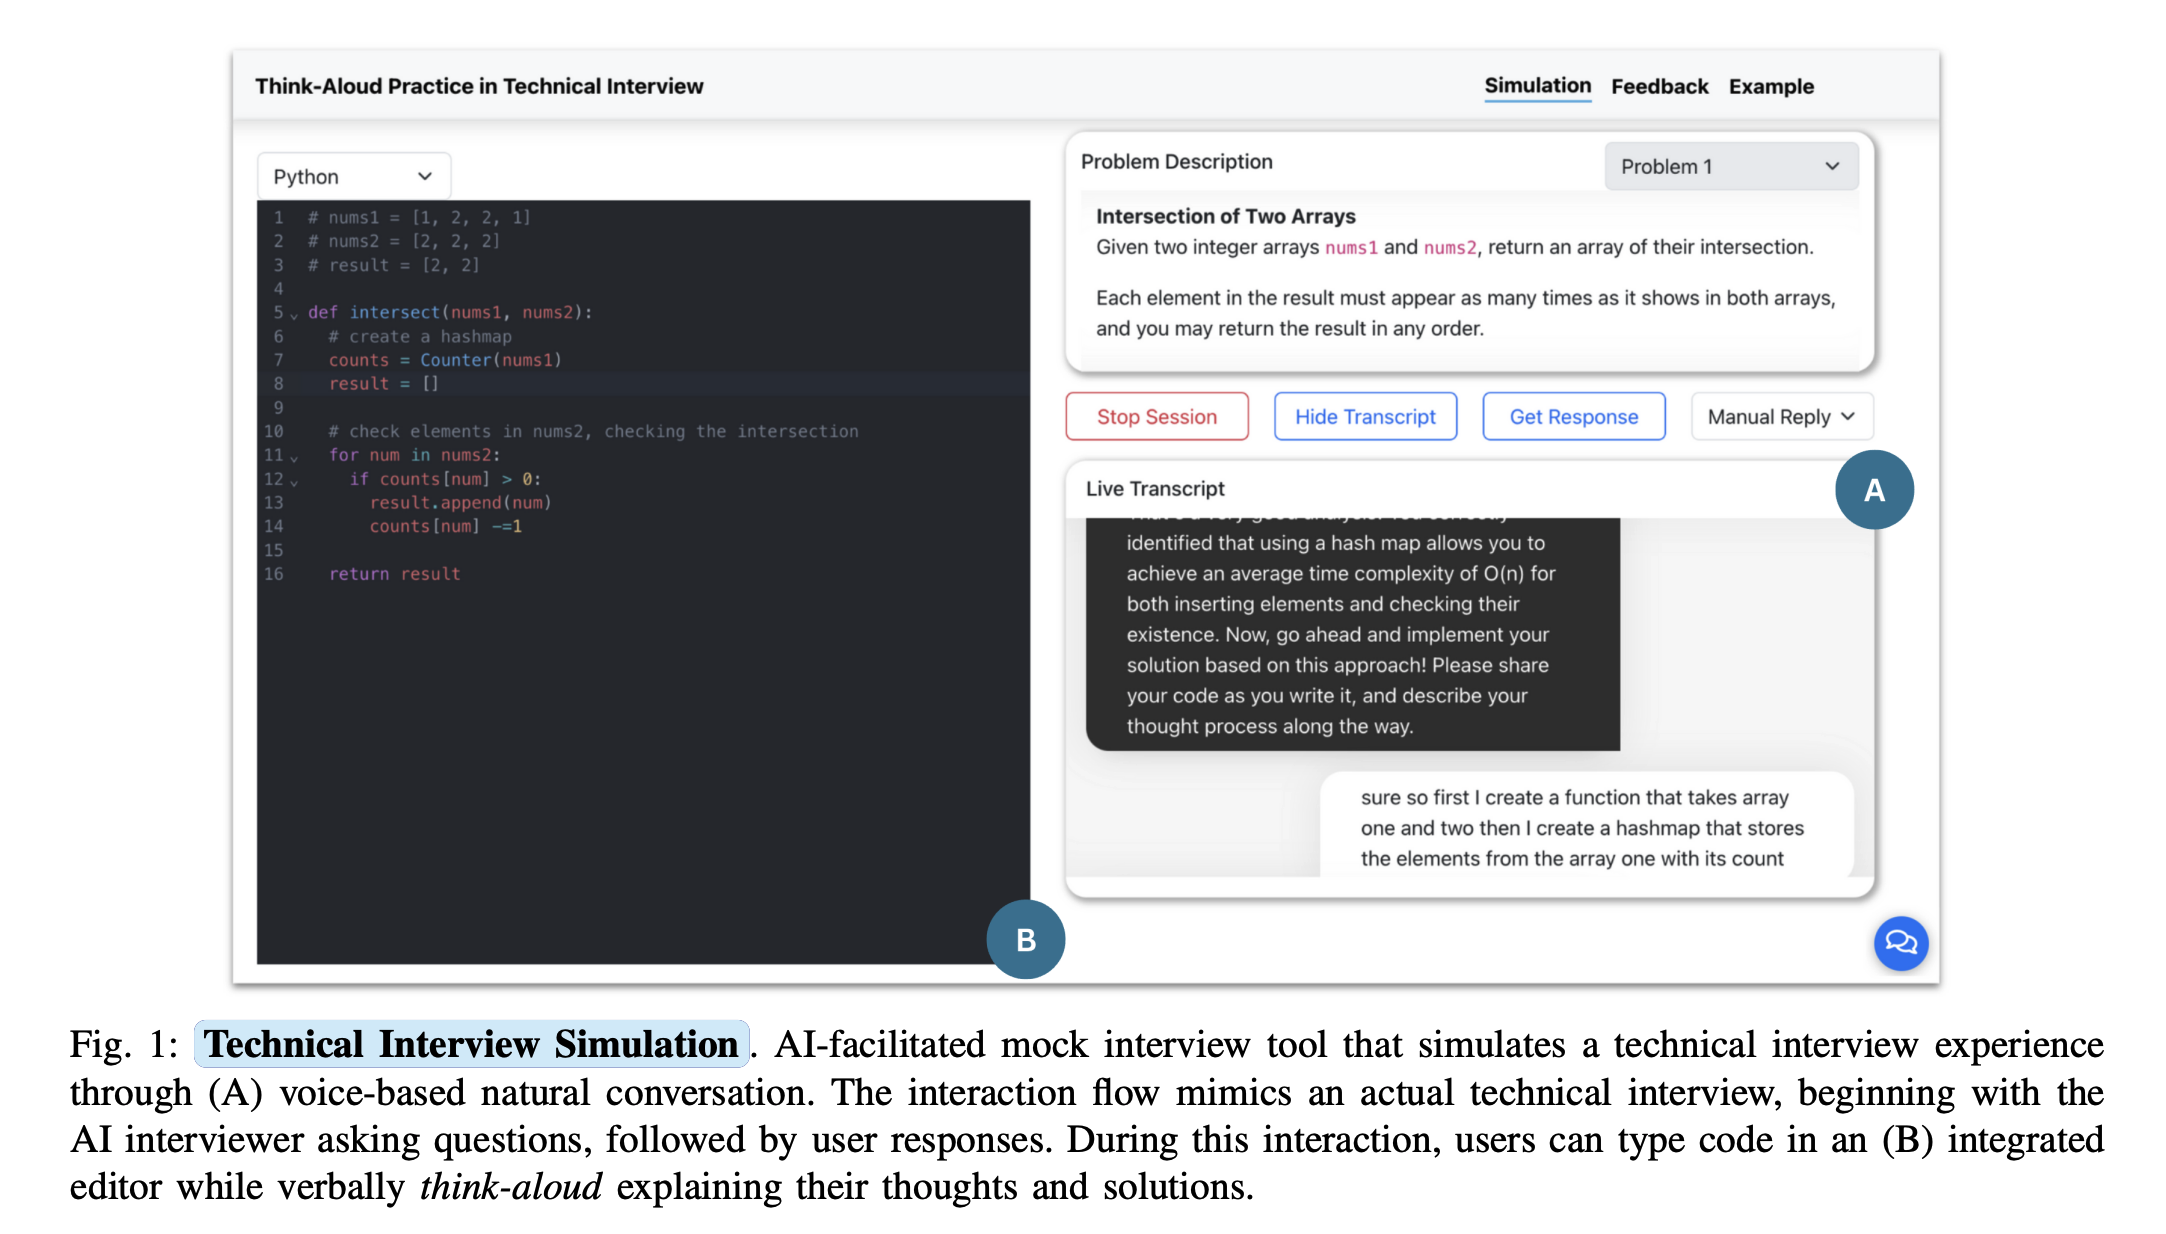 Think-Aloud Practice in Technical Interview
Simulation Feedback Example
Python
1 # nums1 = [1, 2, 2, 1]
2 # nums2 = [2, 2, 2]
3 # result = [2, 2]
4
5 def intersect(nums1, nums2):
6 # create a hashmap
7 counts = Counter(nums1)
8 result = []
9
10 # check elements in nums2, checking the intersection
11 for num in nums2:
12 if counts[num] > 0:
13 result.append(num)
14 counts[num] -=1
15
16 return result
B
Problem Description
Problem 1
Intersection of Two Arrays
Given two integer arrays nums1 and nums2, return an array of their intersection.
Each element in the result must appear as many times as it shows in both arrays,
and you may return the result in any order.
Stop Session Hide Transcript Get Response Manual Reply
Live Transcript
A
identified that using a hash map allows you to
achieve an average time complexity of O(n) for
both inserting elements and checking their
existence. Now, go ahead and implement your
solution based on this approach! Please share
your code as you write it, and describe your
thought process along the way.
sure so first I create a function that takes array
one and two then I create a hashmap that stores
the elements from the array one with its count
Fig. 1: Technical Interview Simulation. AI-facilitated mock interview tool that simulates a technical interview experience
through (A) voice-based natural conversation. The interaction flow mimics an actual technical interview, beginning with the
AI interviewer asking questions, followed by user responses. During this interaction, users can type code in an (B) integrated
editor while verbally think-aloud explaining their thoughts and solutions.